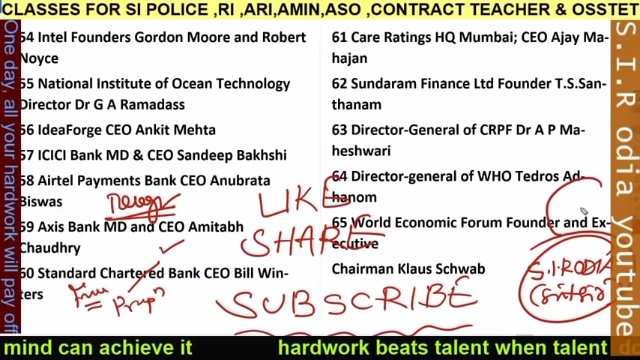 CLASSES FOR SI POLICE ,RI ,ARI,AMIN,ASO ,CONTRACT TEACHER & OSSTET
One day, all your hardwork will pay off
54 Intel Founders Gordon Moore and Robert
Noyce
55 National Institute of Ocean Technology
Director Dr G A Ramadass
56 IdeaForge CEO Ankit Mehta
57 ICICI Bank MD & CEO Sandeep Bakhshi
58 Airtel Payments Bank CEO Anubrata
Biswas
59 Axis Bank MD and CEO Amitabh
Chaudhry
60 Standard Chartered Bank CEO Bill Win-
ters
61 Care Ratings HQ Mumbai; CEO Ajay Ma-
hajan
62 Sundaram Finance Ltd Founder T.S.San-
thanam
63 Director-General of CRPF Dr A P Ma-
heshwari
64 Director-general of WHO Tedros Ad-
hanom
65 World Economic Forum Founder and Ex-
ecutive
Chairman Klaus Schwab
LIKE
SHARE
SUBSCRIBE
S.I.RODIA
S.I.R odia youtube
mind can achieve it
hardwork beats talent when talent